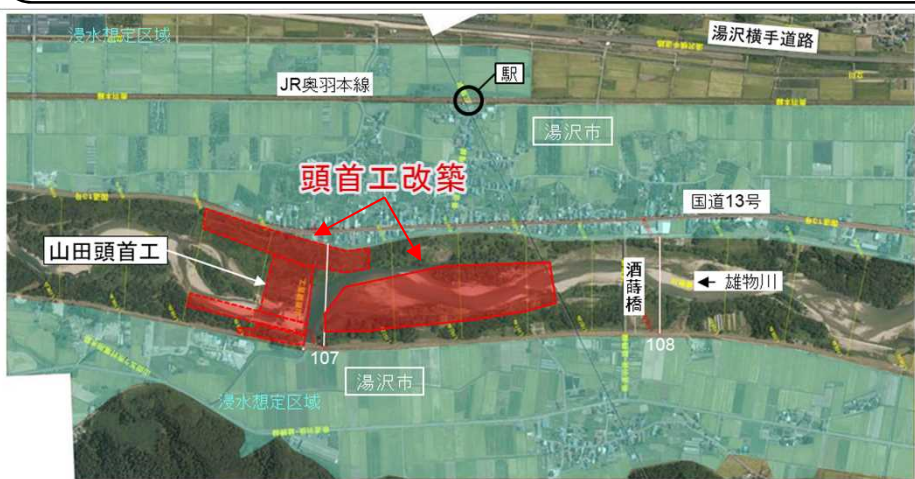 浸水想定区域
湯沢横手道路
駅
JR奥羽本線
湯沢市
頭首工改築
国道13号
山田頭首工
酒蒔橋
雄物川
107
108
湯沢市
浸水想定区域